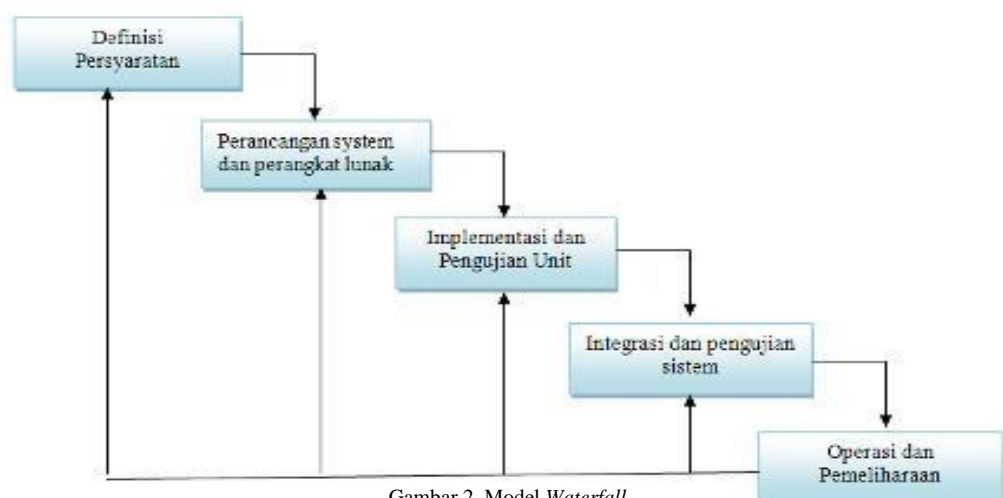 Definisi
Persyaratan
Perancangan system
dan perangkat lunak
Implementasi dan
Pengujian Unit
Integrasi dan pengujian
sistem
Operasi dan
Pemeliharaan
Gambar 2. Model Waterfall